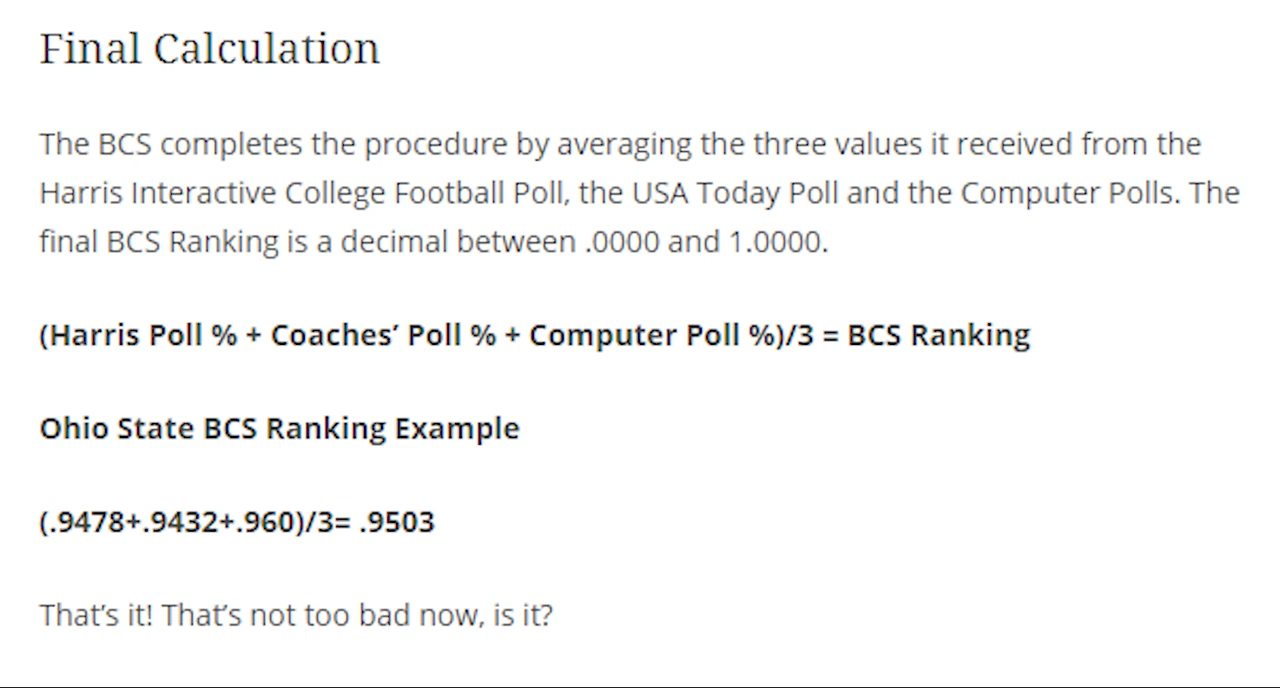 Final Calculation
The BCS completes the procedure by averaging the three values it received from the
Harris Interactive College Football Poll, the USA Today Poll and the Computer Polls. The
final BCS Ranking is a decimal between .0000 and 1.0000.
(Harris Poll % + Coaches’ Poll % + Computer Poll %)/3 = BCS Ranking
Ohio State BCS Ranking Example
(.9478+.9432+.960)/3= .9503
That’s it! That’s not too bad now, is it?